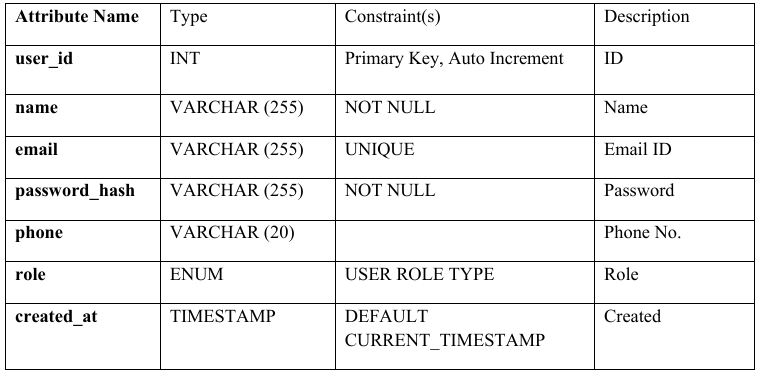 Attribute Name Type Constraint(s) Description
user_id INT Primary Key, Auto Increment ID
name VARCHAR (255) NOT NULL Name
email VARCHAR (255) UNIQUE Email ID
password_hash VARCHAR (255) NOT NULL Password
phone VARCHAR (20) Phone No.
role ENUM USER ROLE TYPE Role
created_at TIMESTAMP DEFAULT Created
CURRENT_TIMESTAMP